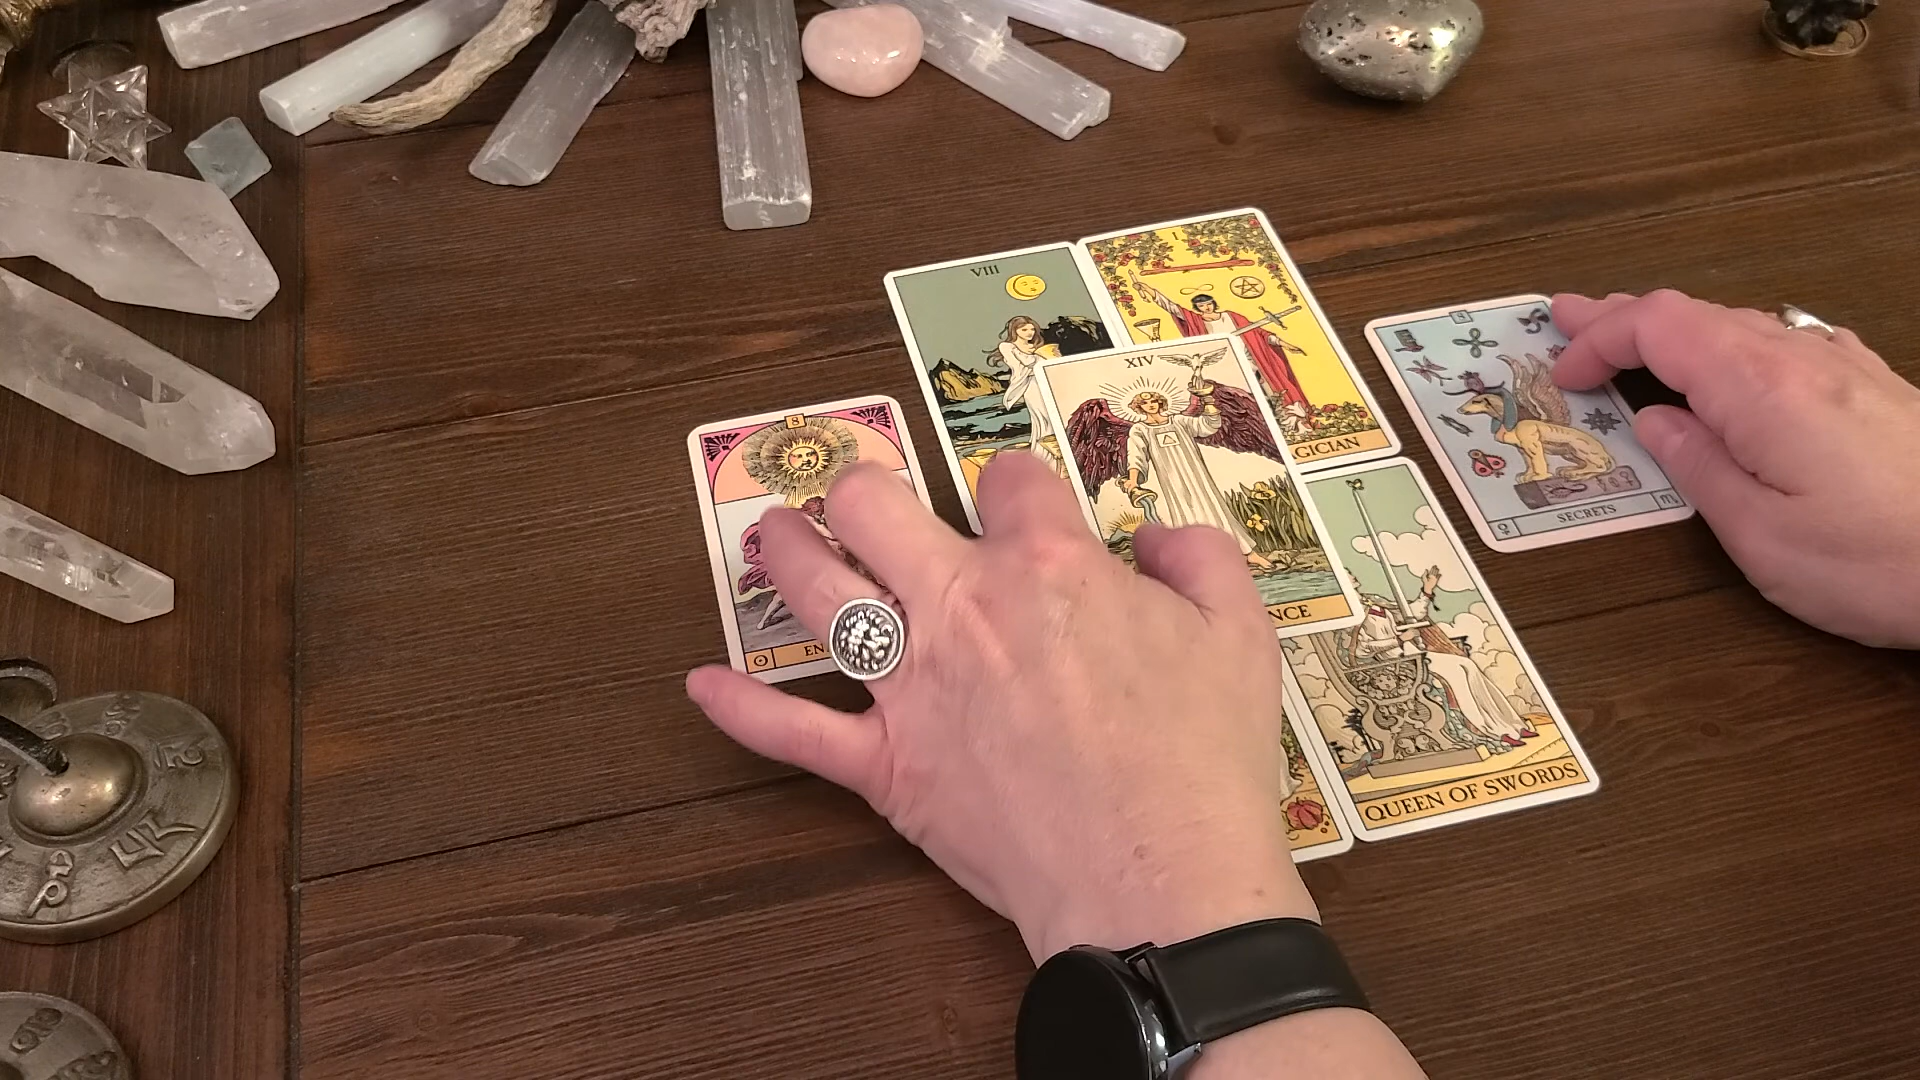 VIII
I
XIV
8
GICIAN
SECRETS
NCE
EN
QUEEN OF SWORDS